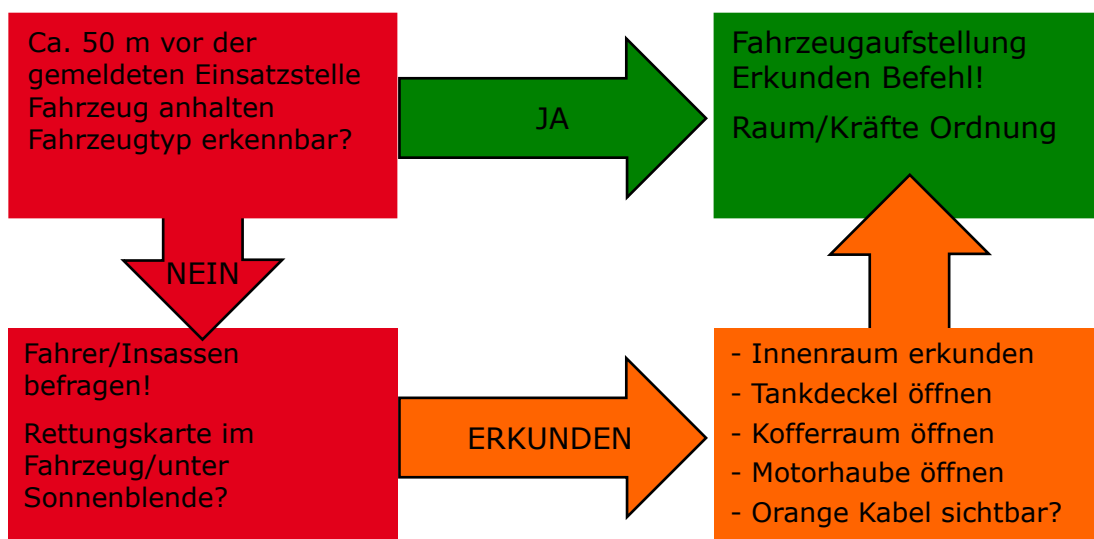 Ca. 50 m vor der
gemeldeten Einsatzstelle
Fahrzeug anhalten
Fahrzeugtyp erkennbar?
JA
Fahrzeugaufstellung
Erkunden Befehl!
Raum/Kräfte Ordnung
NEIN
Fahrer/Insassen
befragen!
Rettungskarte im
Fahrzeug/unter
Sonnenblende?
ERKUNDEN
- Innenraum erkunden
- Tankdeckel öffnen
- Kofferraum öffnen
- Motorhaube öffnen
- Orange Kabel sichtbar?